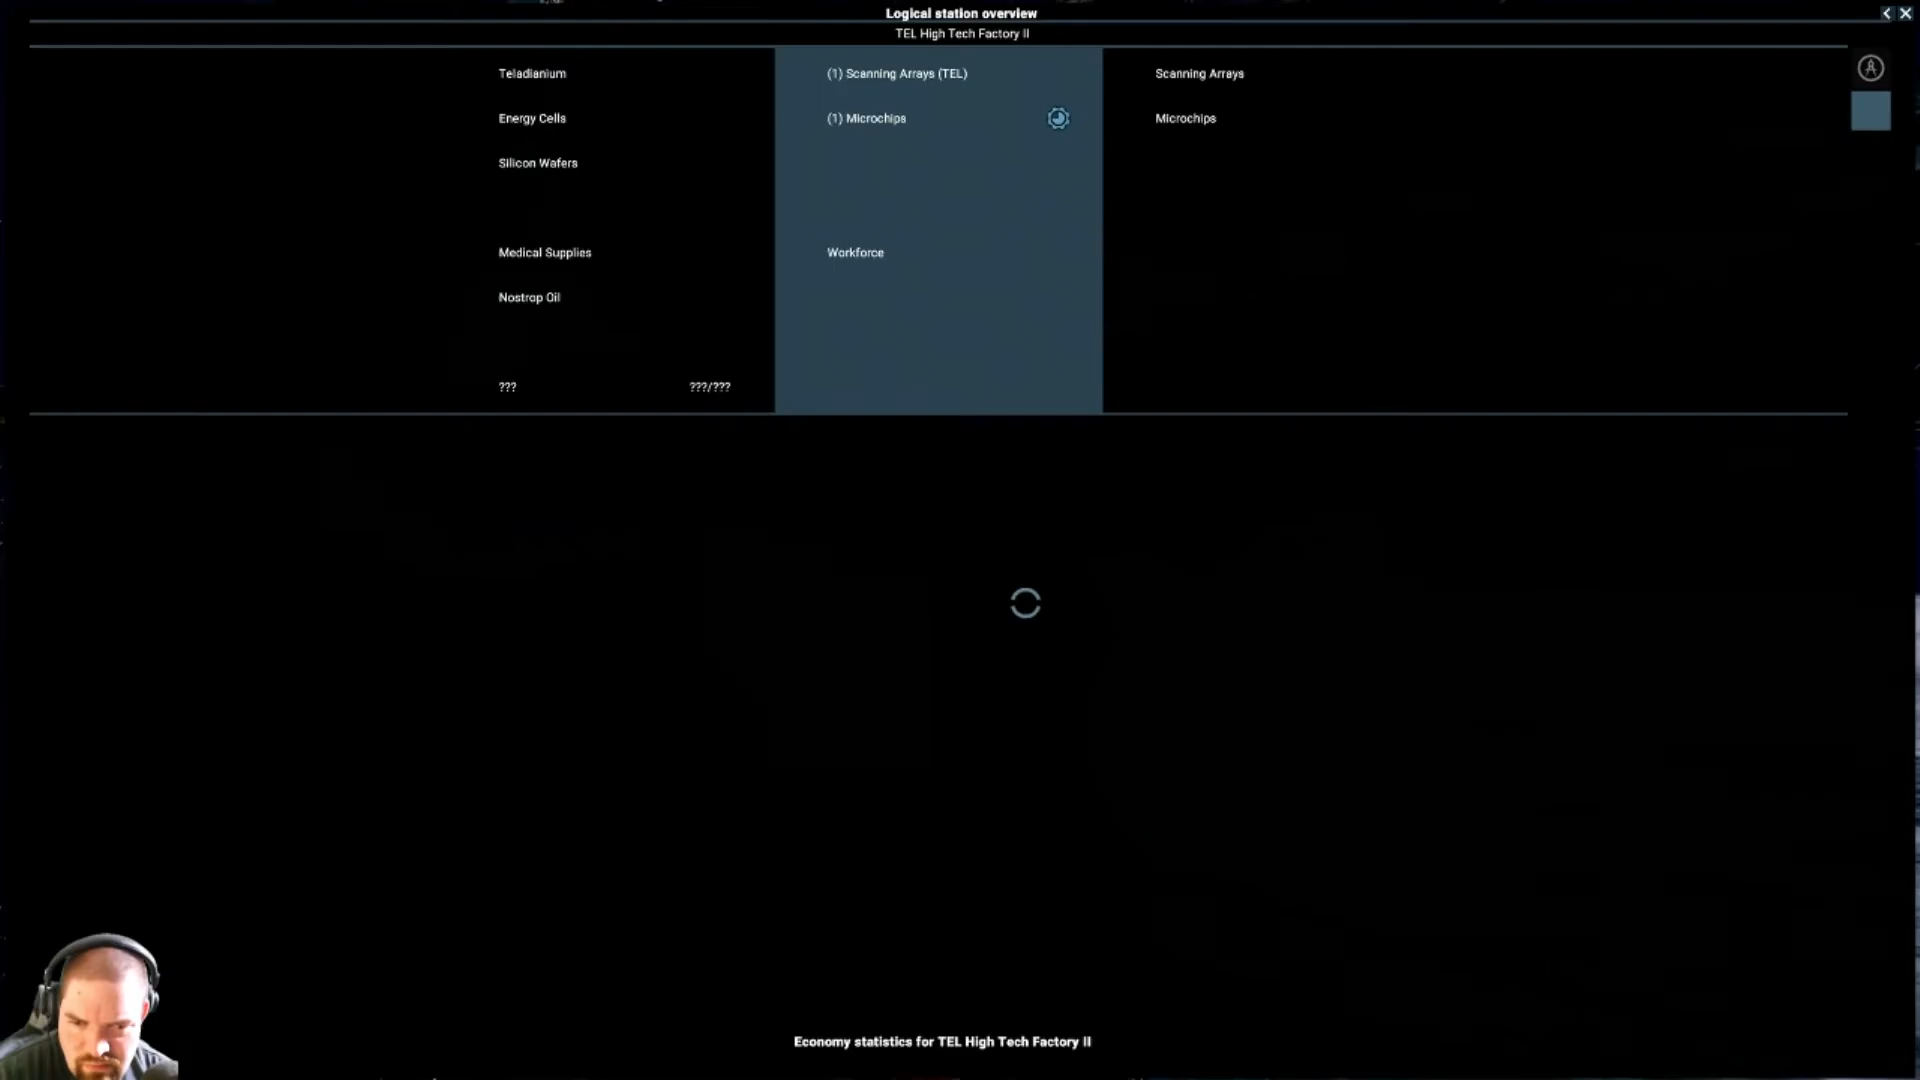 Logical station overview
TEL High Tech Factory II
Teladianium
(1) Scanning Arrays (TEL)
Scanning Arrays
Energy Cells
(1) Microchips
Microchips
Silicon Wafers
Medical Supplies
Workforce
Nostrop Oil
???
???/???
Economy statistics for TEL High Tech Factory II